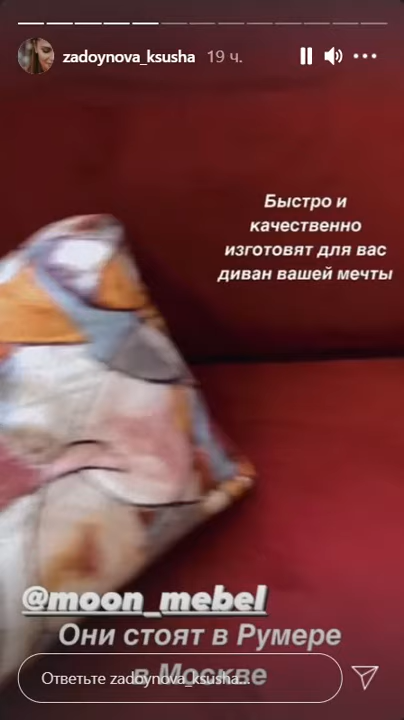 zadoynova_ksusha 19 ч.
Быстро и
качественно
изготовят для вас
диван вашей мечты
@moon_mebel
Они стоят в Румере
в Москве
Ответьте zadoynova_ksusha...